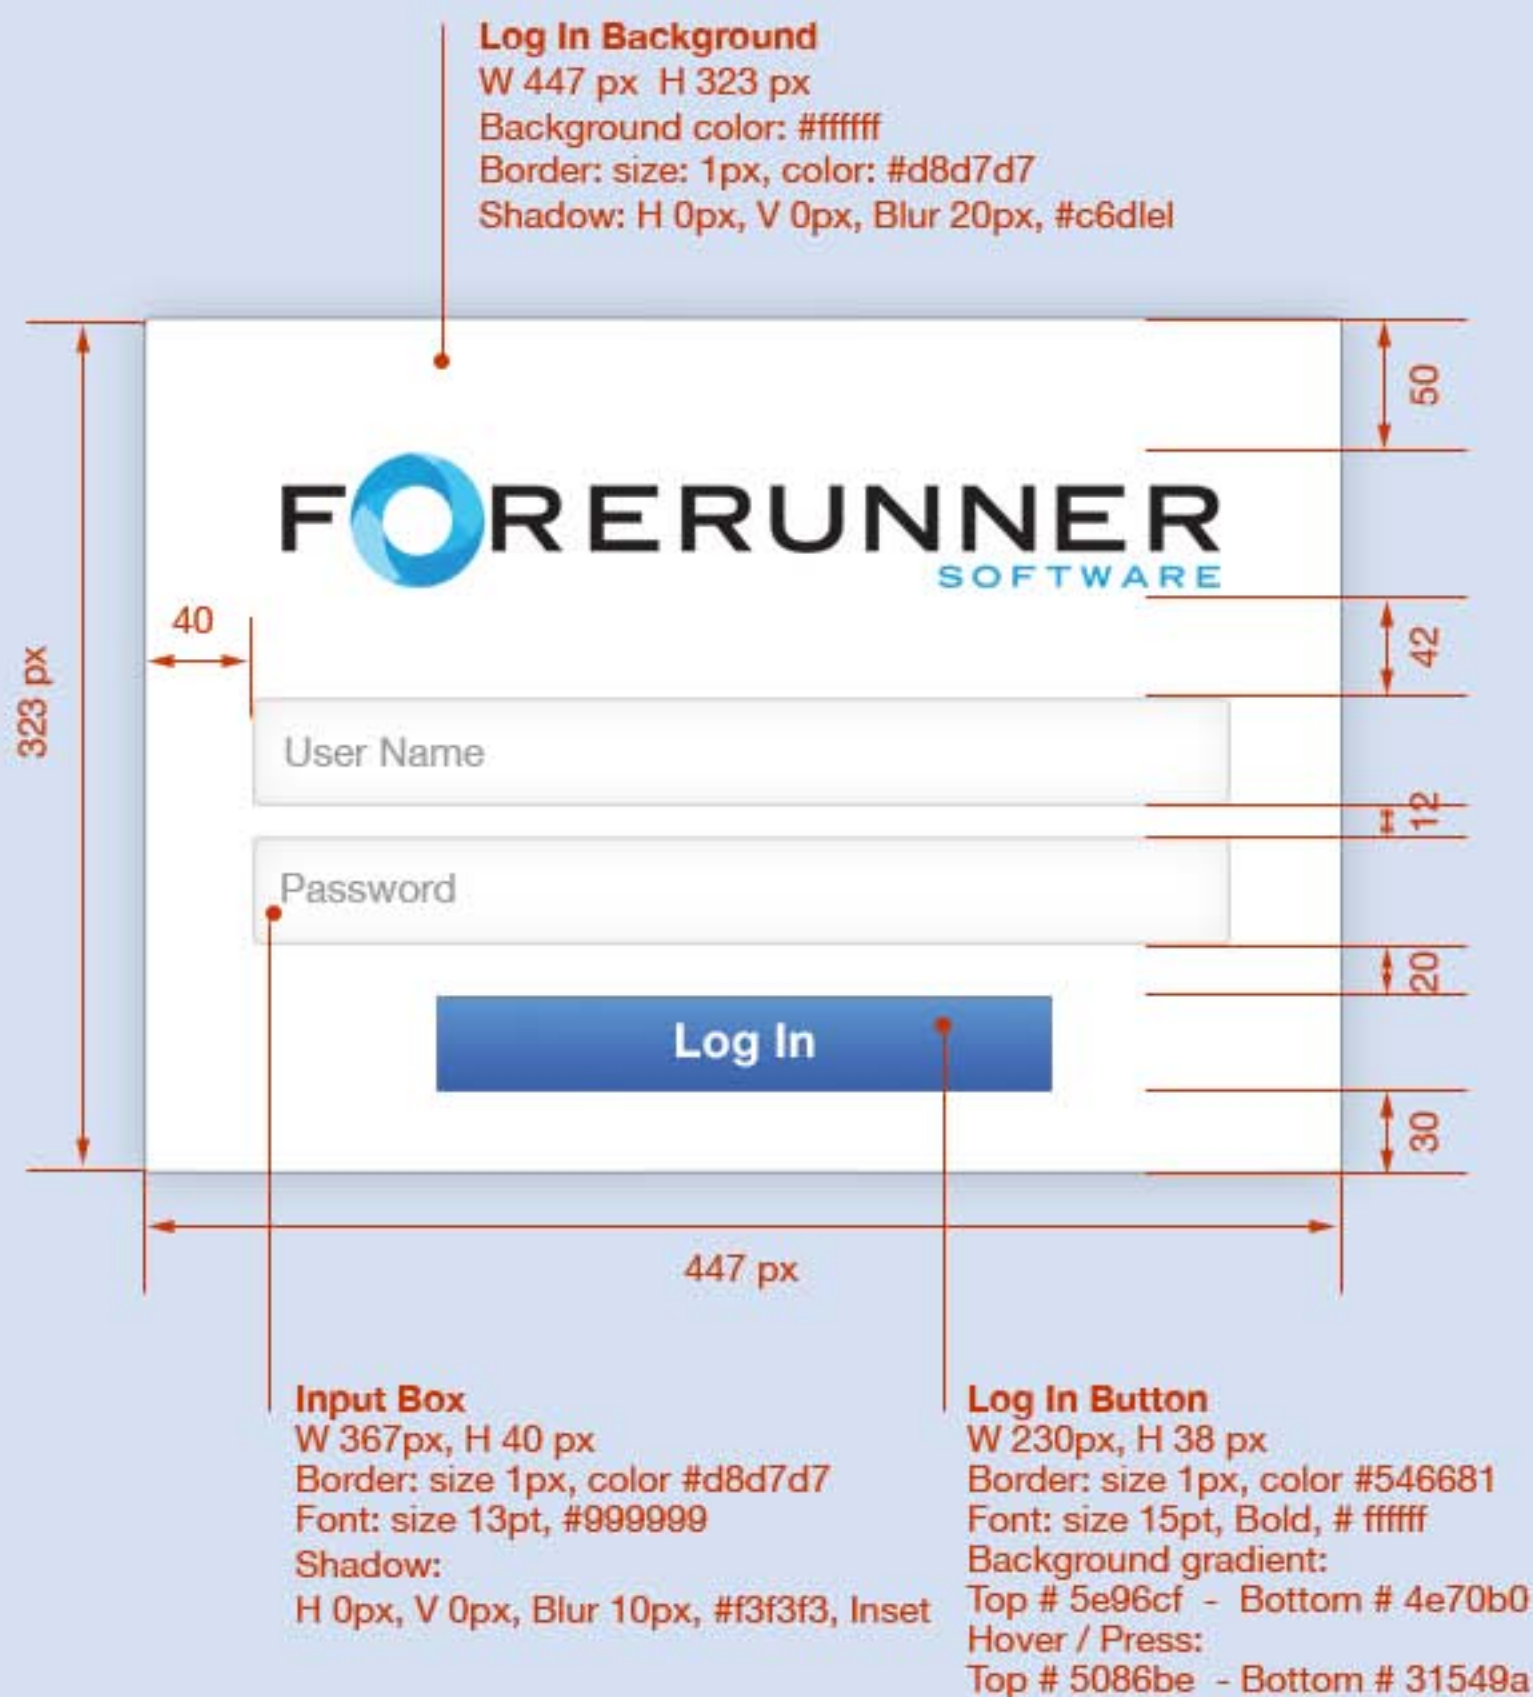 Log In Background
W 447 px  H 323 px
Background color: #ffffff
Border: size: 1px, color: #d8d7d7
Shadow: H 0px, V 0px, Blur 20px, #c6dlel
50
FORERUNNER
SOFTWARE
40
42
323 px
User Name
12
Password
20
Log In
30
447 px
Input Box
W 367px, H 40 px
Border: size 1px, color #d8d7d7
Font: size 13pt, #999999
Shadow:
H 0px, V 0px, Blur 10px, #f3f3f3, Inset
Log In Button
W 230px, H 38 px
Border: size 1px, color #546681
Font: size 15pt, Bold, # ffffff
Background gradient:
Top # 5e96cf  -  Bottom # 4e70b0
Hover / Press:
Top # 5086be  - Bottom # 31549a